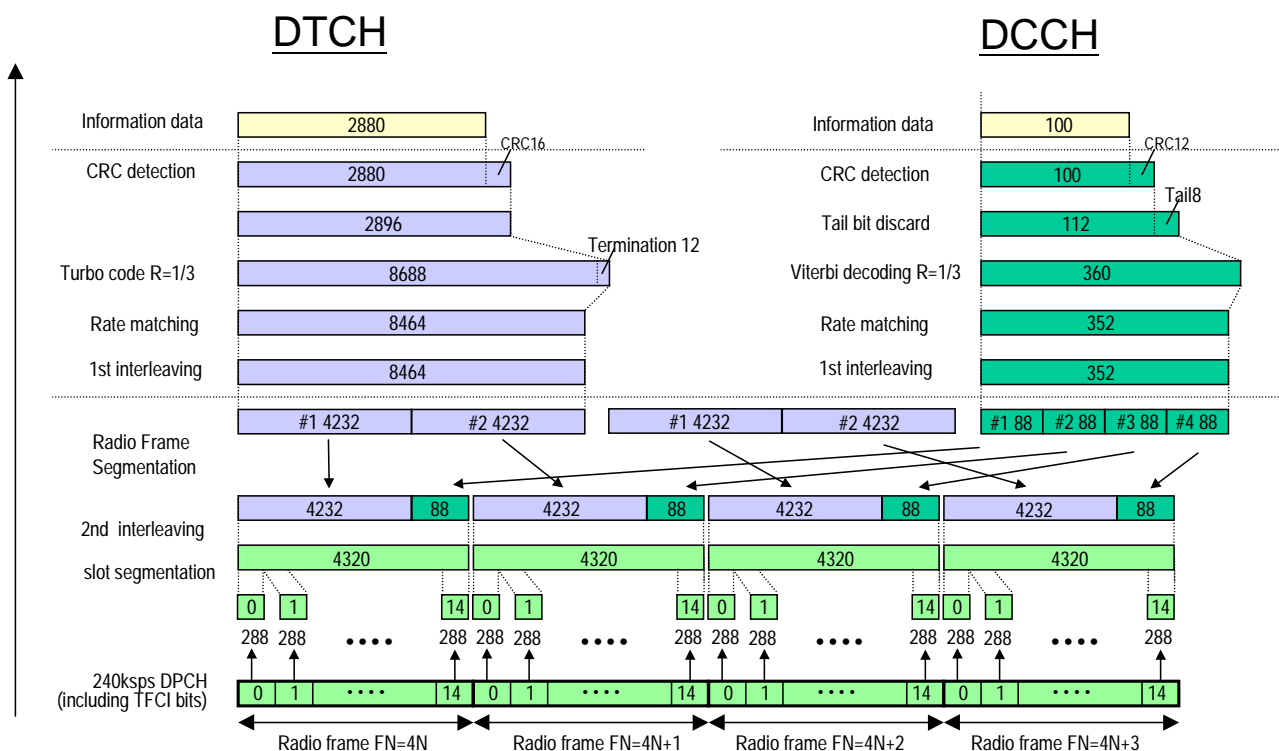 DTCH DCCH
Information data 2880 Information data 100
CRC16 CRC12
CRC detection 2880 CRC detection 100
Tail8
2896 Tail bit discard 112
Termination 12
Turbo code R=1/3 8688 Viterbi decoding R=1/3 360
Rate matching 8464 Rate matching 352
1st interleaving 8464 1st interleaving 352
#1 4232 #2 4232 #1 4232 #2 4232 #1 88 #2 88 #3 88 #4 88
Radio Frame
Segmentation
4232 88 4232 88 4232 88 4232 88
2nd interleaving
4320 4320 4320 4320
slot segmentation
0 1 14 0 1 14 0 1 14 0 1 14
288 288 •••• 288 288 288 •••• 288 288 288 •••• 288 288 288 •••• 288
240ksps DPCH
(including TFCI bits)
0 1 •••• 14 0 1 •••• 14 0 1 •••• 14 0 1 •••• 14
Radio frame FN=4N Radio frame FN=4N+1 Radio frame FN=4N+2 Radio frame FN=4N+3